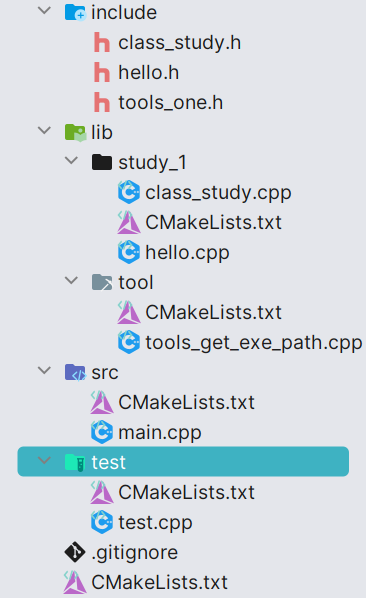 include
class_study.h
hello.h
tools_one.h
lib
study_1
class_study.cpp
CMakeLists.txt
hello.cpp
tool
CMakeLists.txt
tools_get_exe_path.cpp
src
CMakeLists.txt
main.cpp
test
CMakeLists.txt
test.cpp
.gitignore
CMakeLists.txt